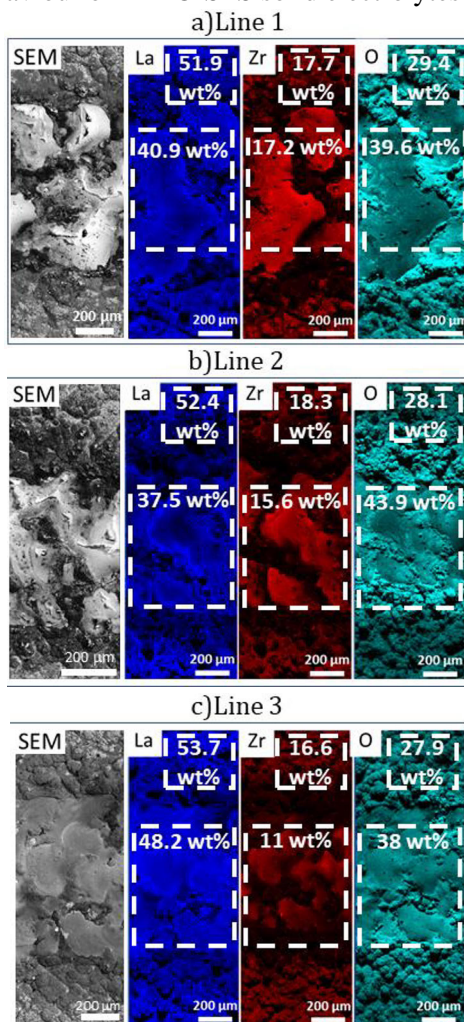 a)Line 1
SEM La 51.9 wt% Zr 17.7 wt% O 29.4 wt%
40.9 wt% 17.2 wt% 39.6 wt%
200 µm 200 µm 200 µm 200 µm
b)Line 2
SEM La 52.4 wt% Zr 18.3 wt% O 28.1 wt%
37.5 wt% 15.6 wt% 43.9 wt%
200 µm 200 µm 200 µm 200 µm
c)Line 3
SEM La 53.7 wt% Zr 16.6 wt% O 27.9 wt%
48.2 wt% 11 wt% 38 wt%
200 µm 200 µm 200 µm 200 µm